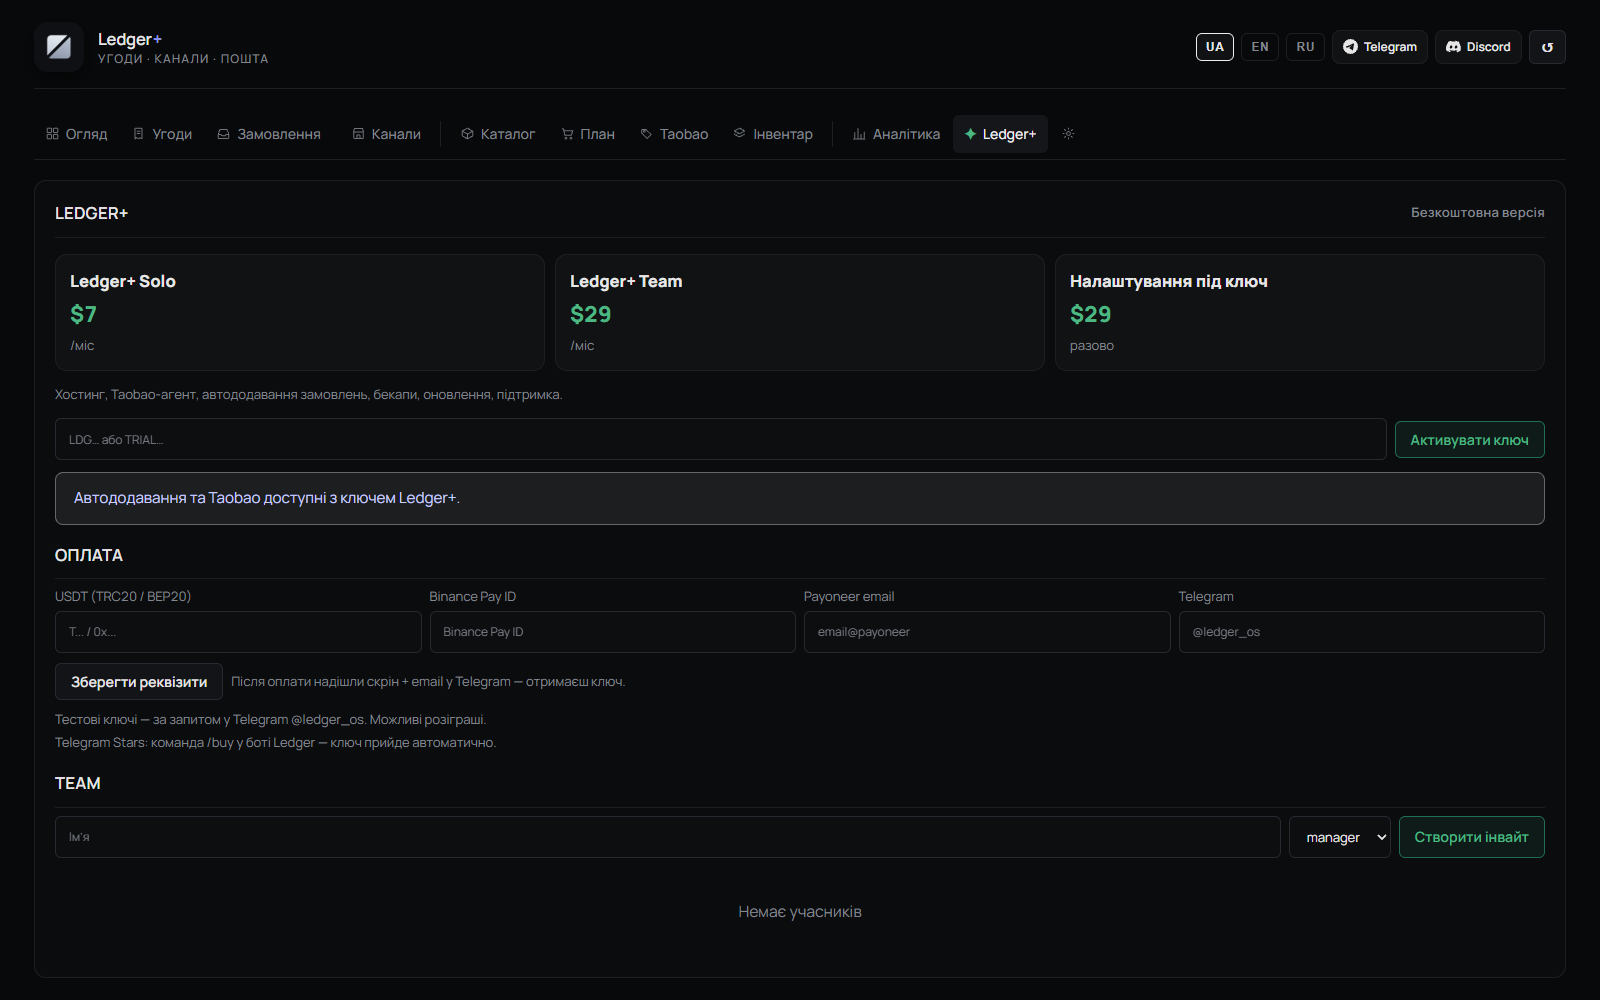 Ledger+
УГОДИ · КАНАЛИ · ПОШТА
UA EN RU Telegram Discord
Огляд Угоди Замовлення Канали Каталог План Taobao Інвентар Аналітика Ledger+
LEDGER+
Безкоштовна версія
Ledger+ Solo
$7
/міс
Ledger+ Team
$29
/міс
Налаштування під ключ
$29
разово
Хостинг, Taobao-агент, автододавання замовлень, бекапи, оновлення, підтримка.
LDG... або TRIAL...
Активувати ключ
Автододавання та Taobao доступні з ключем Ledger+.
ОПЛАТА
USDT (TRC20 / BEP20)
T... / 0x...
Binance Pay ID
Binance Pay ID
Payoneer email
email@payoneer
Telegram
@ledger_os
Зберегти реквізити
Після оплати надішли скрін + email у Telegram — отримаєш ключ.
Тестові ключі — за запитом у Telegram @ledger_os. Можливі розіграші.
Telegram Stars: команда /buy у боті Ledger — ключ прийде автоматично.
TEAM
Ім'я
manager
Створити інвайт
Немає учасників